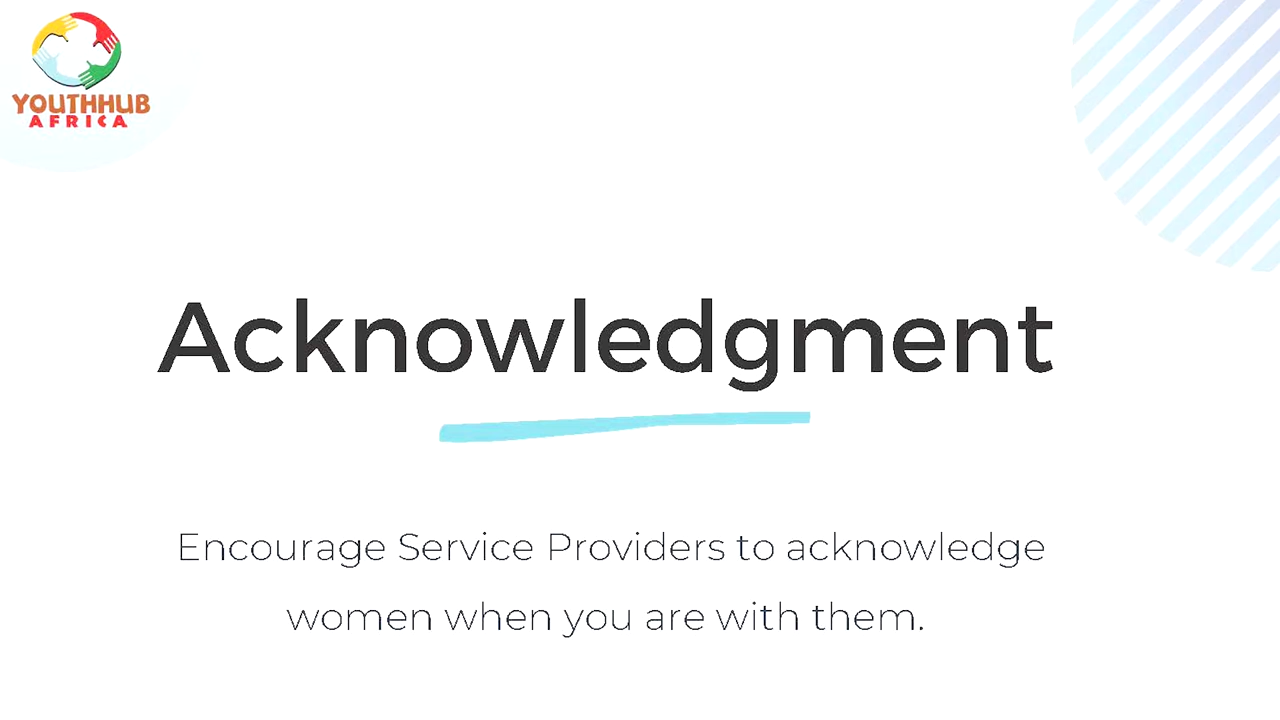 YOUTHHUB
AFRICA
Acknowledgment
Encourage Service Providers to acknowledge
women when you are with them.